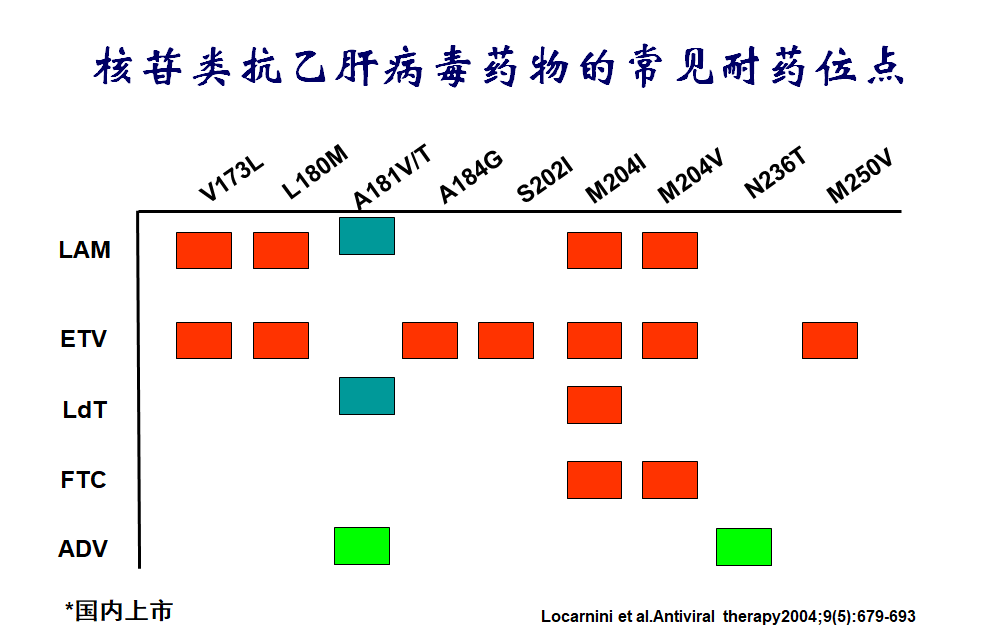 核苷类抗乙肝病毒药物的常见耐药位点
V173L L180M A181V/T A184G S202I M204I M204V N236T M250V
LAM
ETV
LdT
FTC
ADV
*国内上市
Locarnini et al.Antiviral therapy2004;9(5):679-693